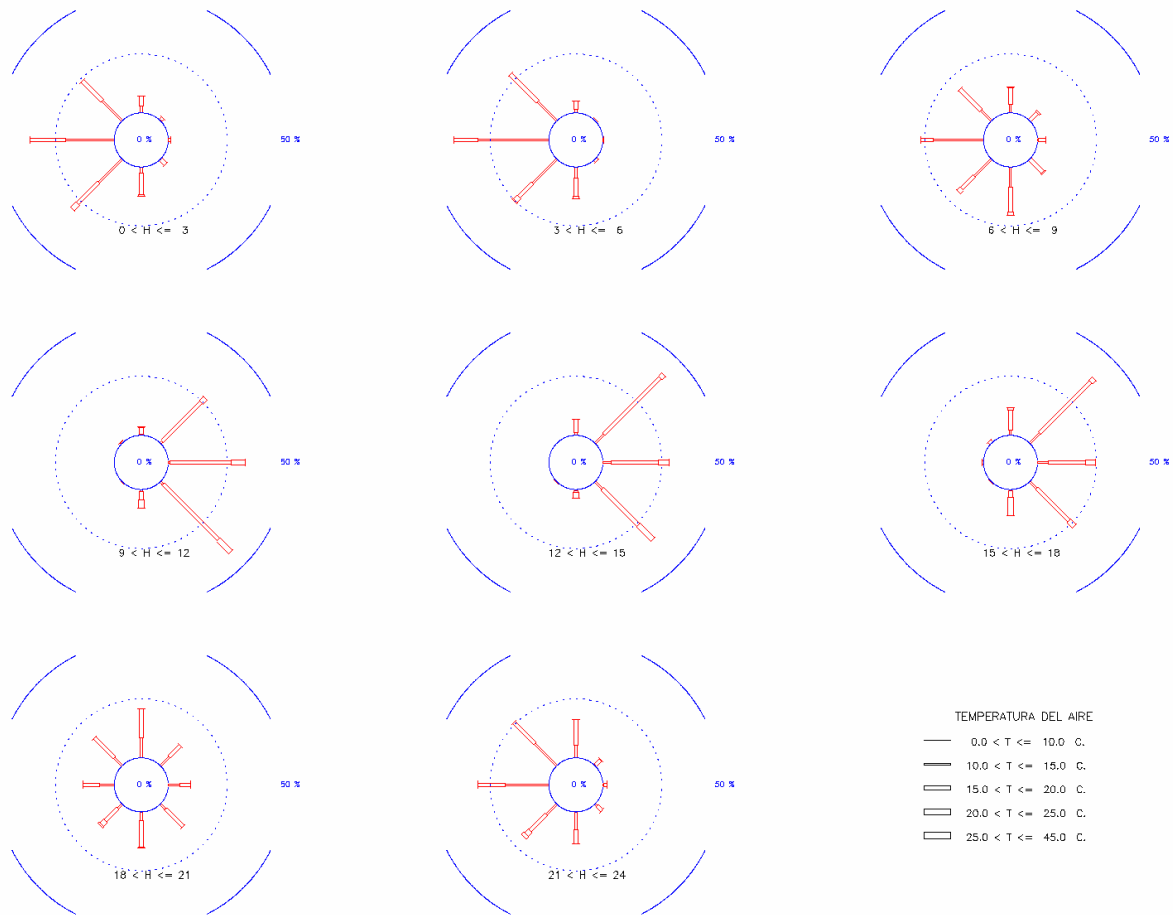 0 %
50 %
0 < H <= 3
0 %
50 %
3 < H <= 6
0 %
50 %
6 < H <= 9
0 %
50 %
9 < H <= 12
0 %
50 %
12 < H <= 15
0 %
50 %
15 < H <= 18
0 %
50 %
18 < H <= 21
0 %
50 %
21 < H <= 24
TEMPERATURA DEL AIRE
0.0 < T <= 10.0 C.
10.0 < T <= 15.0 C.
15.0 < T <= 20.0 C.
20.0 < T <= 25.0 C.
25.0 < T <= 45.0 C.